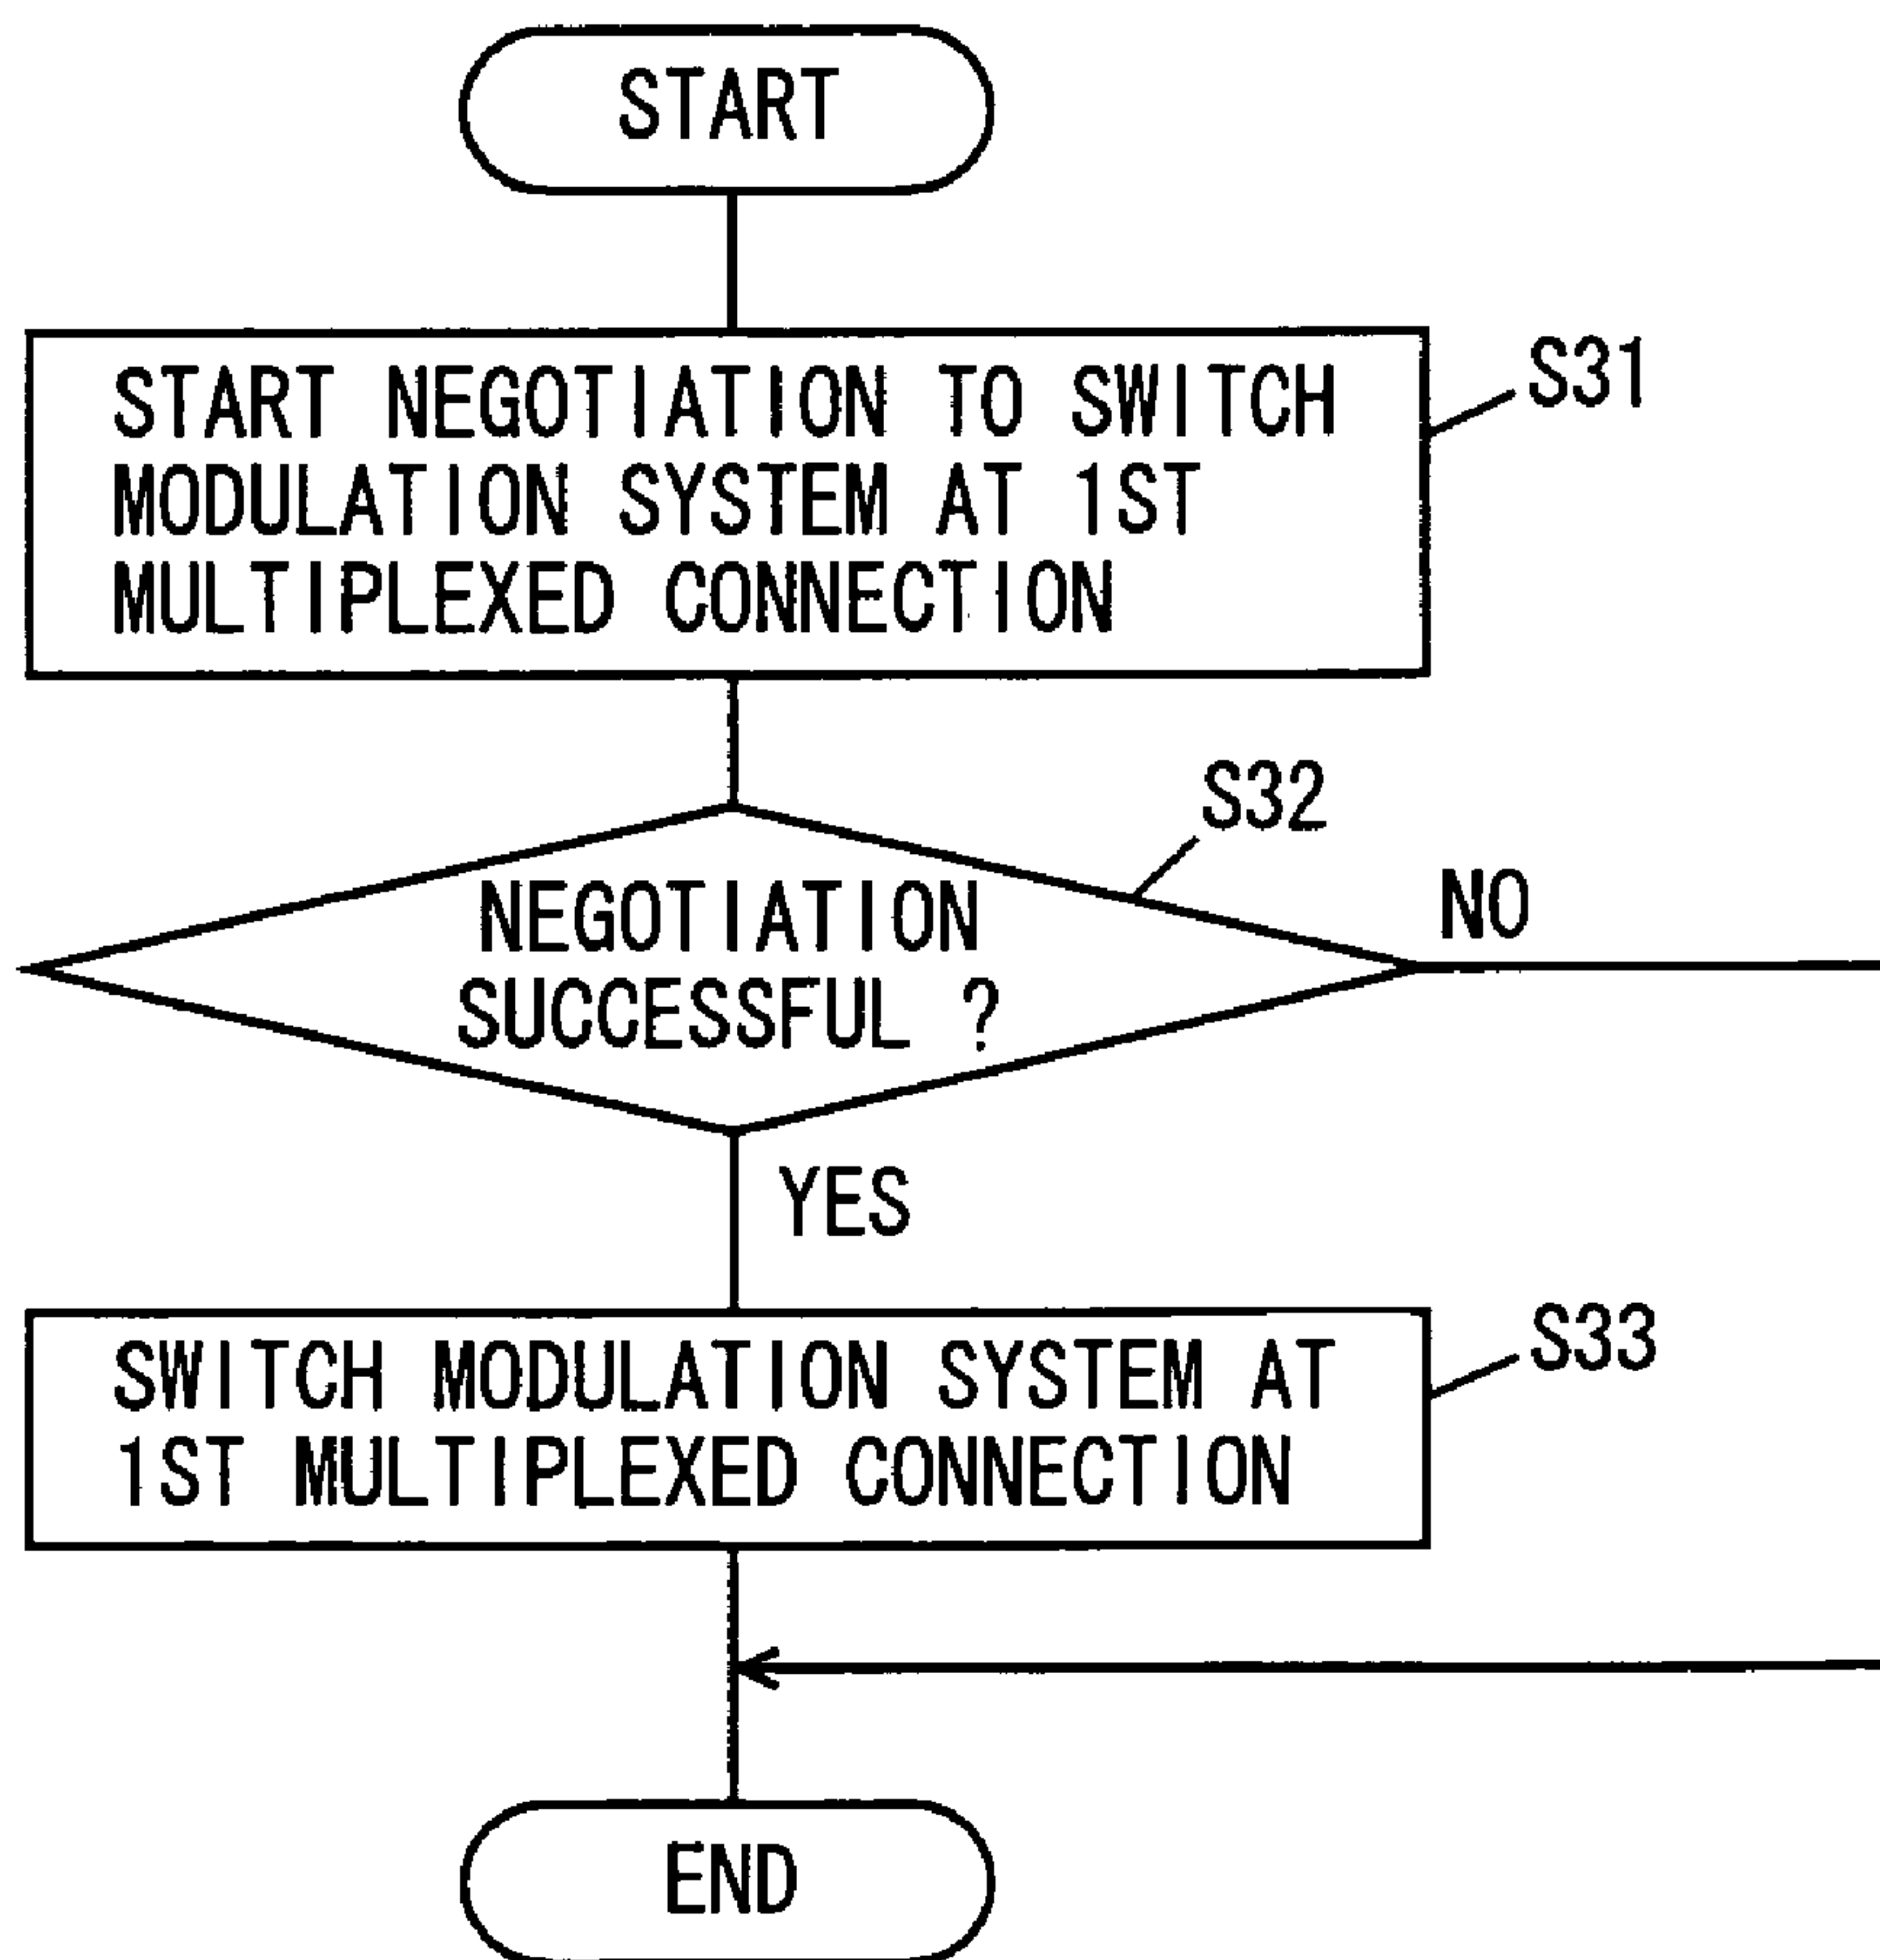 START
START NEGOTIATION TO SWITCH
MODULATION SYSTEM AT 1ST
MULTIPLEXED CONNECTION
S31
S32
NEGOTIATION
SUCCESSFUL ?
NO
YES
SWITCH MODULATION SYSTEM AT
1ST MULTIPLEXED CONNECTION
S33
END